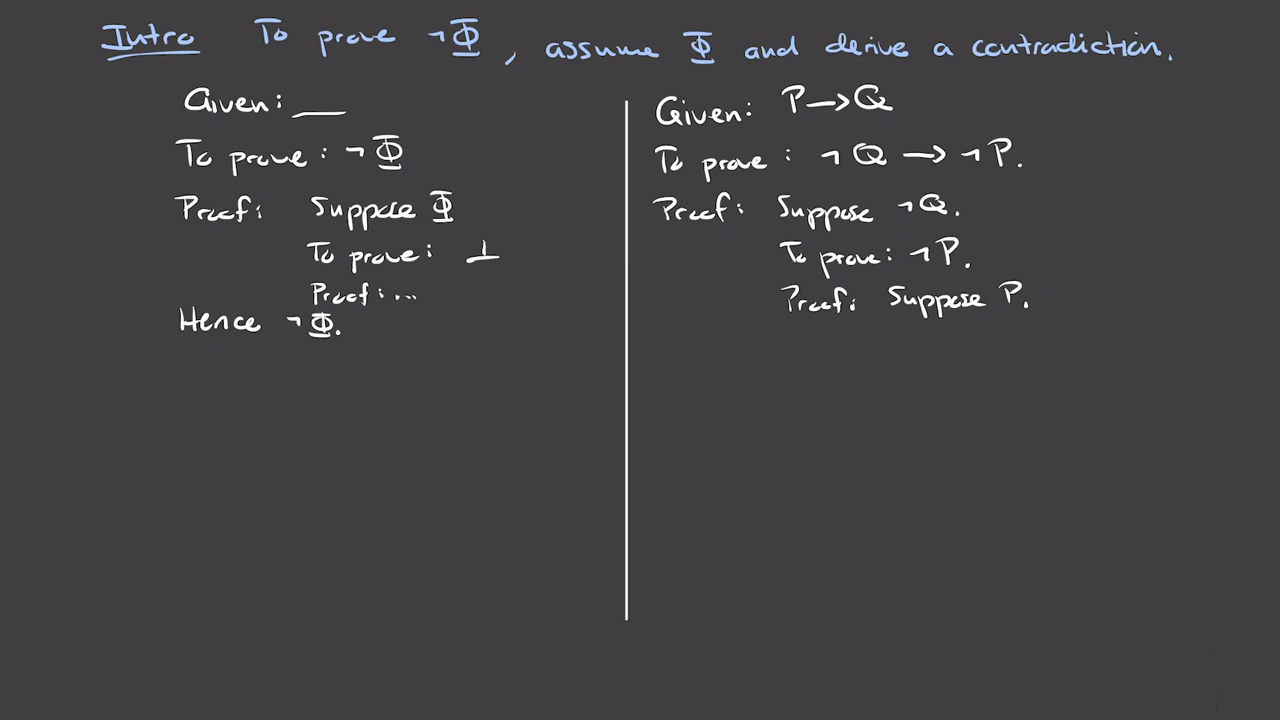 Intro To prove ¬Φ, assume Φ and derive a contradiction.
Given: __
To prove: ¬Φ
Proof: Suppose Φ
To prove: ⊥
Proof:...
Hence ¬Φ.
Given: P→Q
To prove: ¬Q → ¬P.
Proof: Suppose ¬Q.
To prove: ¬P.
Proof: Suppose P.